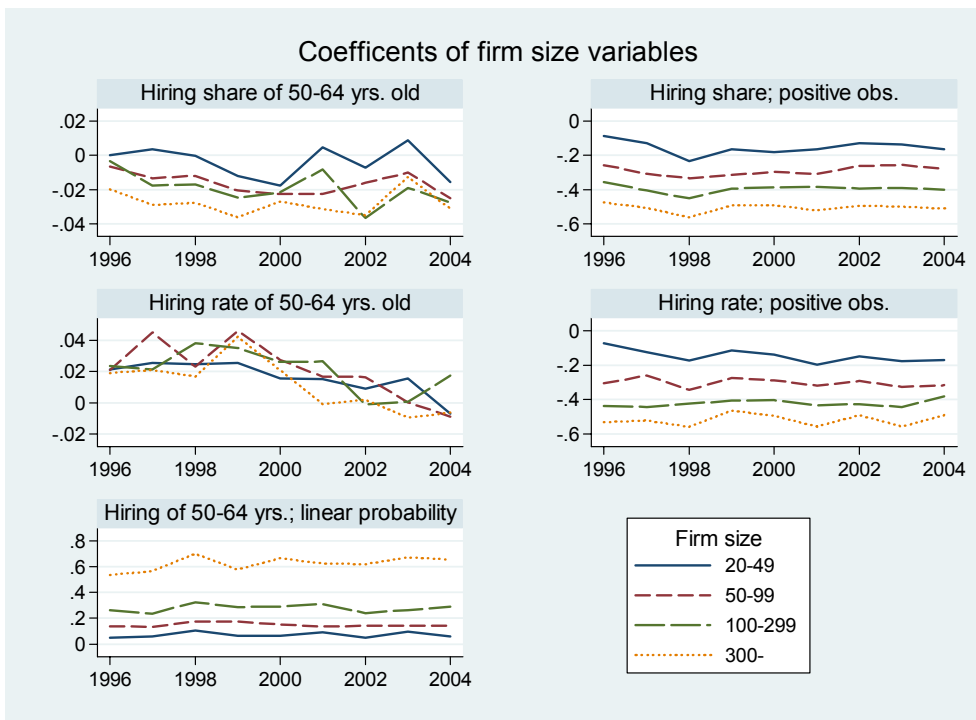 Coefficents of firm size variables
Hiring share of 50-64 yrs. old
.02
0
-.02
-.04
1996 1998 2000 2002 2004
Hiring share; positive obs.
0
-.2
-.4
-.6
1996 1998 2000 2002 2004
Hiring rate of 50-64 yrs. old
.04
.02
0
-.02
1996 1998 2000 2002 2004
Hiring rate; positive obs.
0
-.2
-.4
-.6
1996 1998 2000 2002 2004
Hiring of 50-64 yrs.; linear probability
.8
.6
.4
.2
0
1996 1998 2000 2002 2004
Firm size
20-49
50-99
100-299
300-